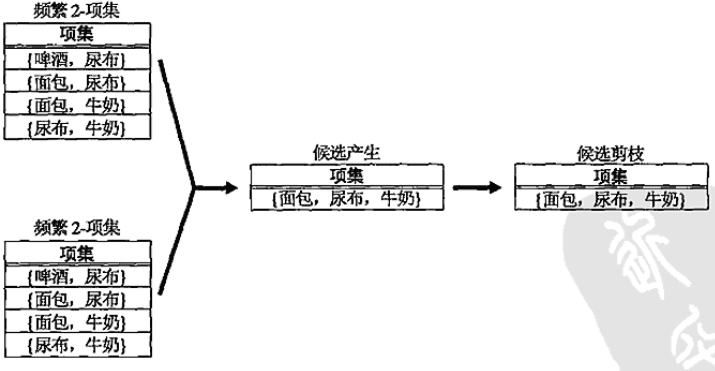 频繁2-项集
项集
{啤酒，尿布}
{面包，尿布}
{面包，牛奶}
{尿布，牛奶}
候选产生
项集
{面包，尿布，牛奶}
候选剪枝
项集
{面包，尿布，牛奶}
频繁2-项集
项集
{啤酒，尿布}
{面包，尿布}
{面包，牛奶}
{尿布，牛奶}